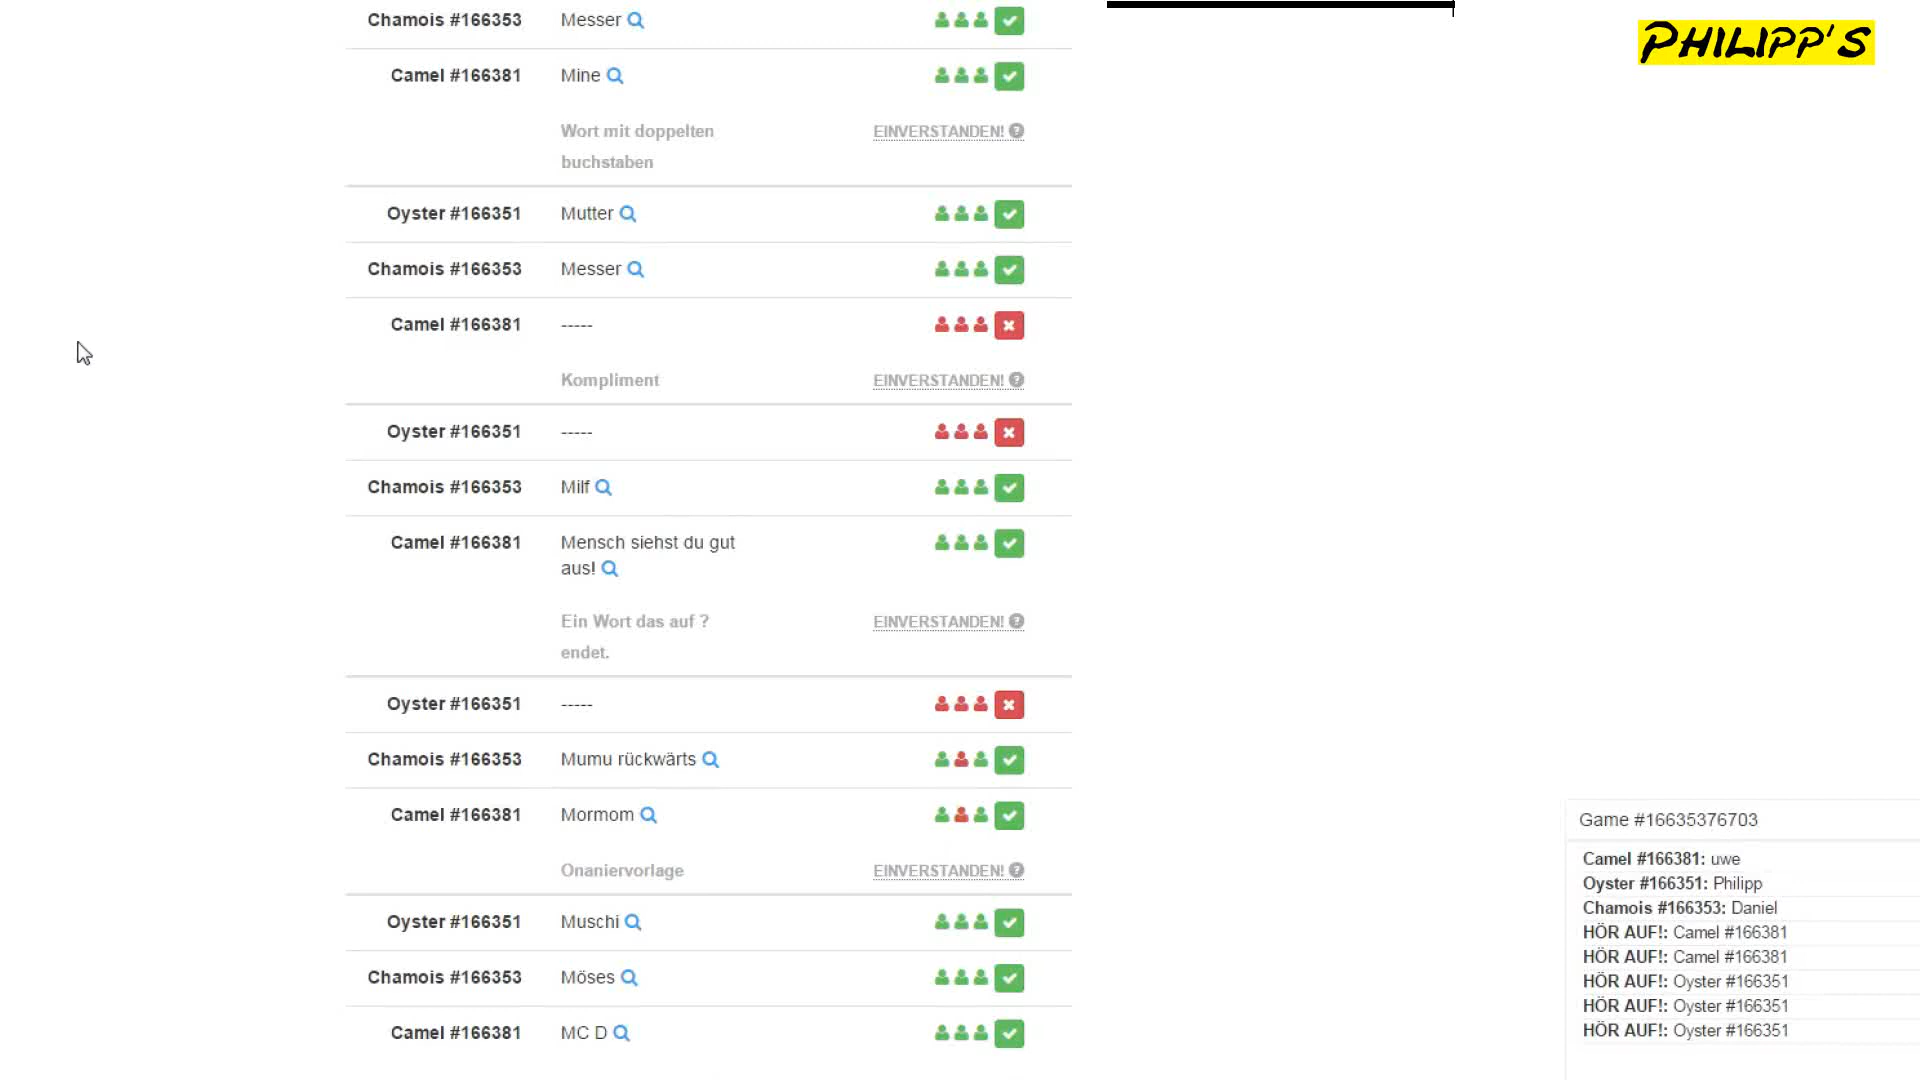 PHILIPP'S
Chamois #166353 Messer
Camel #166381 Mine
Wort mit doppelten EINVERSTANDEN!
buchstaben
Oyster #166351 Mutter
Chamois #166353 Messer
Camel #166381 -----
Kompliment EINVERSTANDEN!
Oyster #166351 -----
Chamois #166353 Milf
Camel #166381 Mensch siehst du gut
aus!
Ein Wort das auf ? EINVERSTANDEN!
endet.
Oyster #166351 -----
Chamois #166353 Mumu rückwärts
Camel #166381 Mormom
Onaniervorlage EINVERSTANDEN!
Oyster #166351 Muschi
Chamois #166353 Möses
Camel #166381 MC D
Game #16635376703
Camel #166381: uwe
Oyster #166351: Philipp
Chamois #166353: Daniel
HÖR AUF!: Camel #166381
HÖR AUF!: Camel #166381
HÖR AUF!: Oyster #166351
HÖR AUF!: Oyster #166351
HÖR AUF!: Oyster #166351